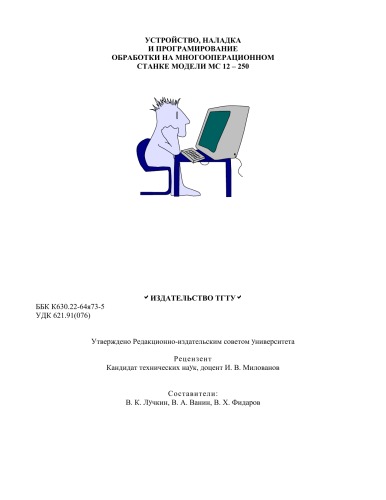 УСТРОЙСТВО, НАЛАДКА
И ПРОГРАМИРОВАНИЕ
ОБРАБОТКИ НА МНОГООПЕРАЦИОННОМ
СТАНКЕ МОДЕЛИ МС 12 – 250
ИЗДАТЕЛЬСТВО ТГТУ
ББК К630.22-64я73-5
УДК 621.91(076)
Утверждено Редакционно-издательским советом университета
Рецензент
Кандидат технических наук, доцент И. В. Милованов
Составители:
В. К. Лучкин, В. А. Ванин, В. Х. Фидаров